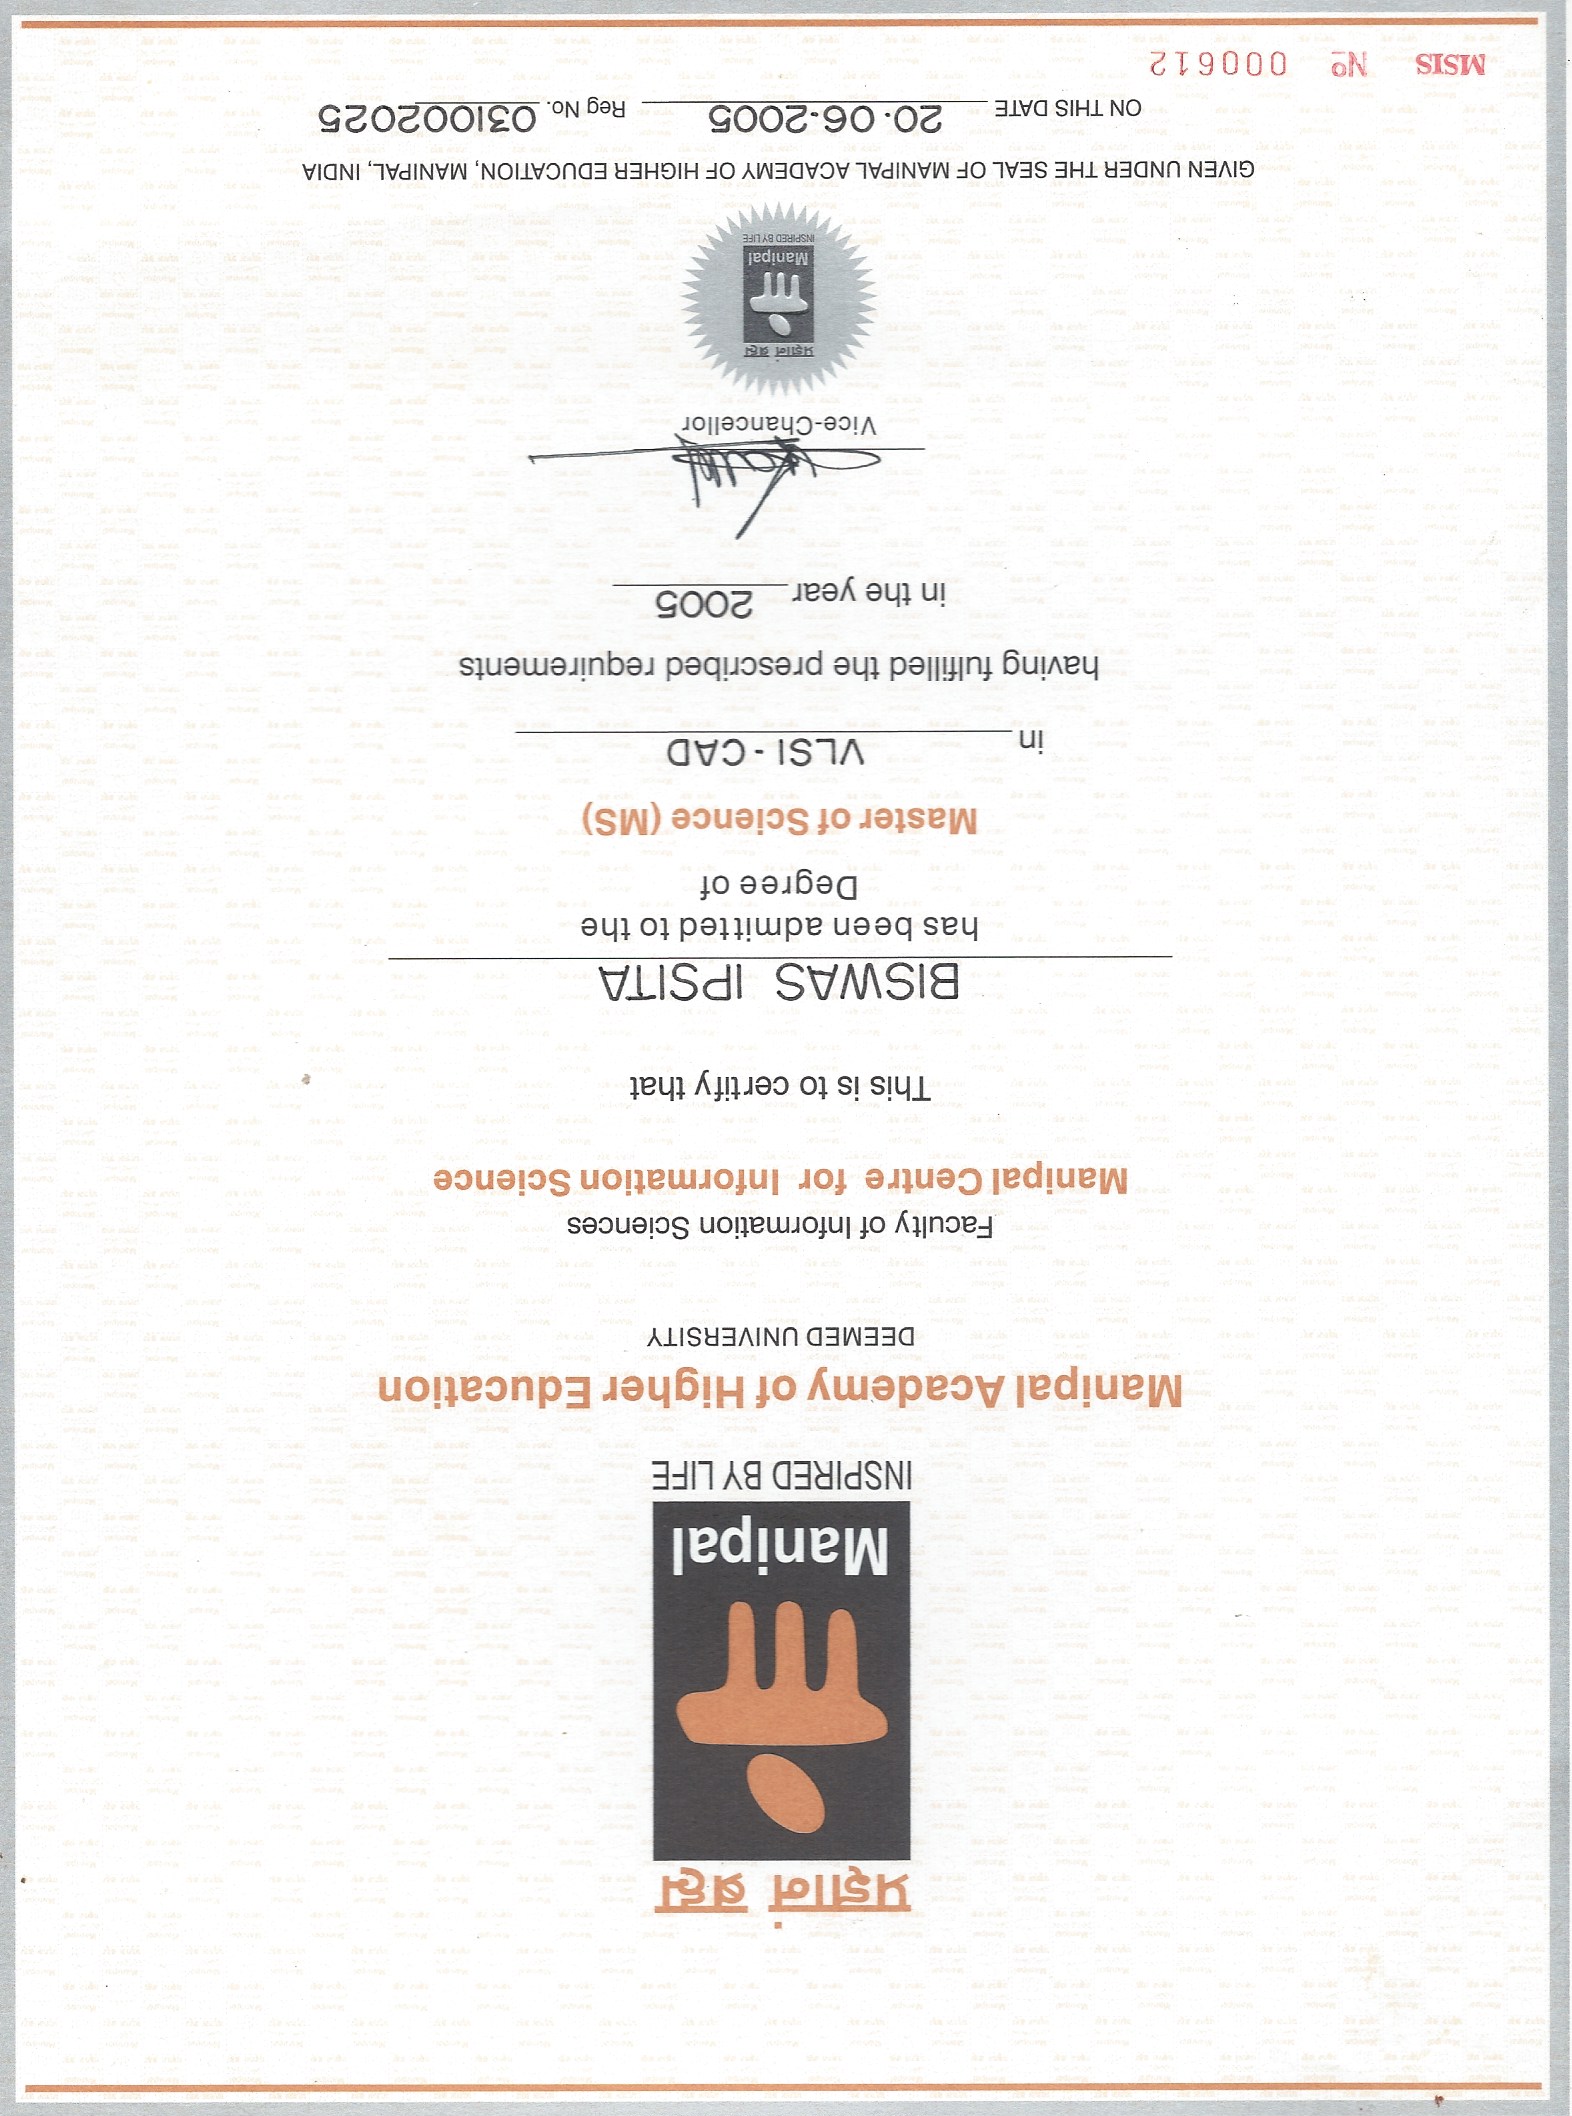 प्रज्ञानं ब्रह्म
Manipal
INSPIRED BY LIFE
Manipal Academy of Higher Education
DEEMED UNIVERSITY
Faculty of Information Sciences
Manipal Centre for Information Science
This is to certify that
BISWAS IPSITA
has been admitted to the
Degree of
Master of Science (MS)
in VLSI - CAD
having fulfilled the prescribed requirements
in the year 2005
Vice-Chancellor
प्रज्ञानं ब्रह्म
Manipal
INSPIRED BY LIFE
GIVEN UNDER THE SEAL OF MANIPAL ACADEMY OF HIGHER EDUCATION, MANIPAL, INDIA
ON THIS DATE 20.06.2005 Reg No. 031002025
MSIS No 000612